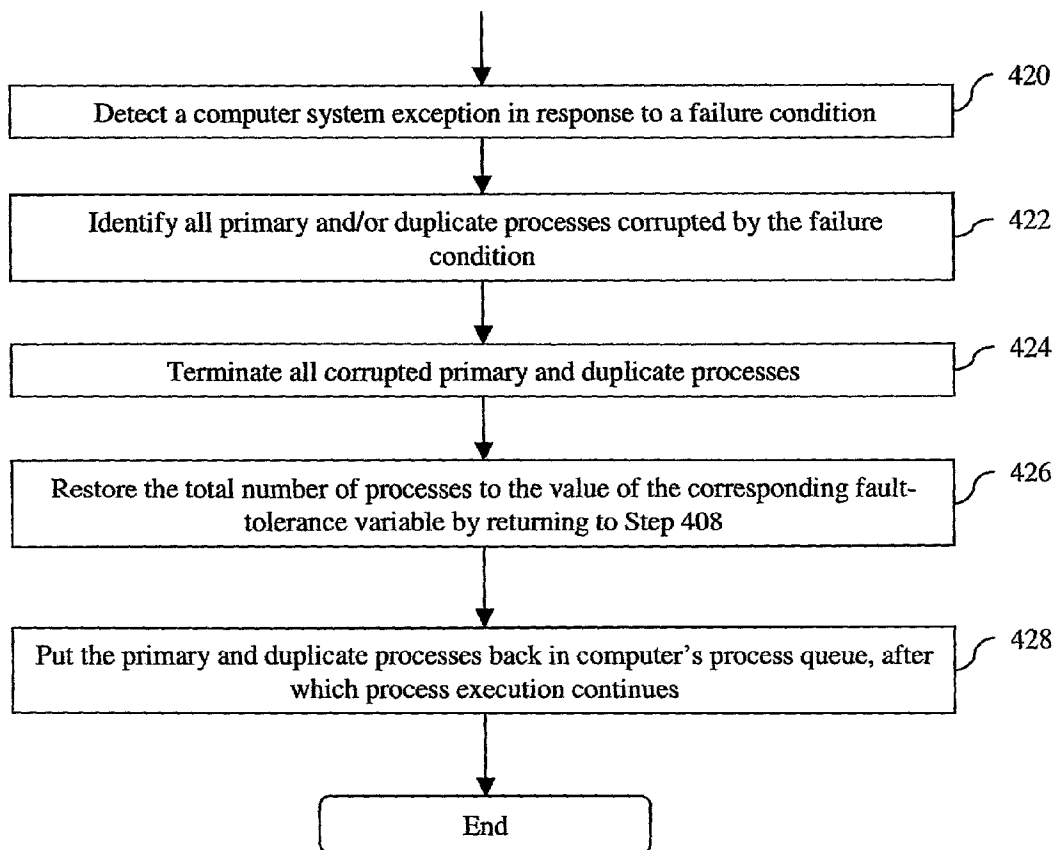 420
Detect a computer system exception in response to a failure condition
422
Identify all primary and/or duplicate processes corrupted by the failure
condition
424
Terminate all corrupted primary and duplicate processes
426
Restore the total number of processes to the value of the corresponding fault-
tolerance variable by returning to Step 408
428
Put the primary and duplicate processes back in computer's process queue, after
which process execution continues
End